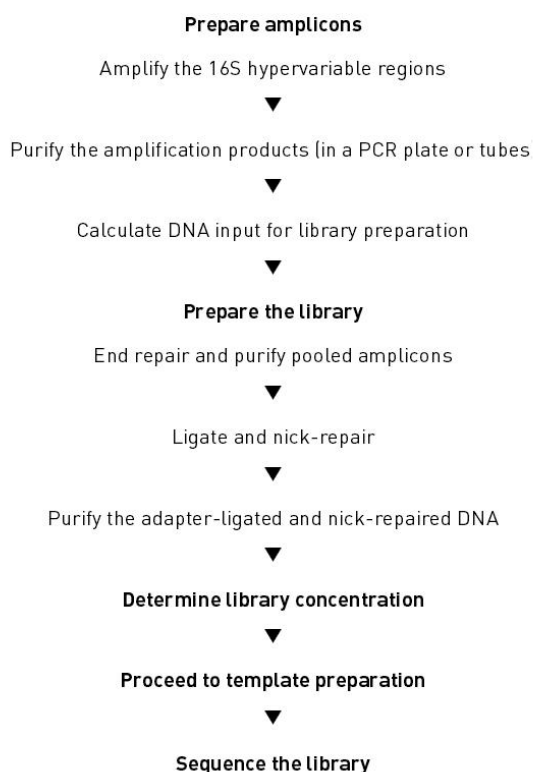 Prepare amplicons
Amplify the 16S hypervariable regions
Purify the amplification products (in a PCR plate or tubes
Calculate DNA input for library preparation
Prepare the library
End repair and purify pooled amplicons
Ligate and nick-repair
Purify the adapter-ligated and nick-repaired DNA
Determine library concentration
Proceed to template preparation
Sequence the library